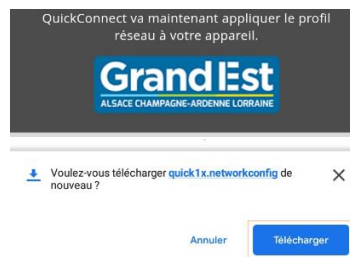 QuickConnect va maintenant appliquer le profil
réseau à votre appareil.
Grand Est
ALSACE CHAMPAGNE-ARDENNE LORRAINE
Voulez-vous télécharger quick1x.networkconfig de
nouveau ?
Annuler
Télécharger